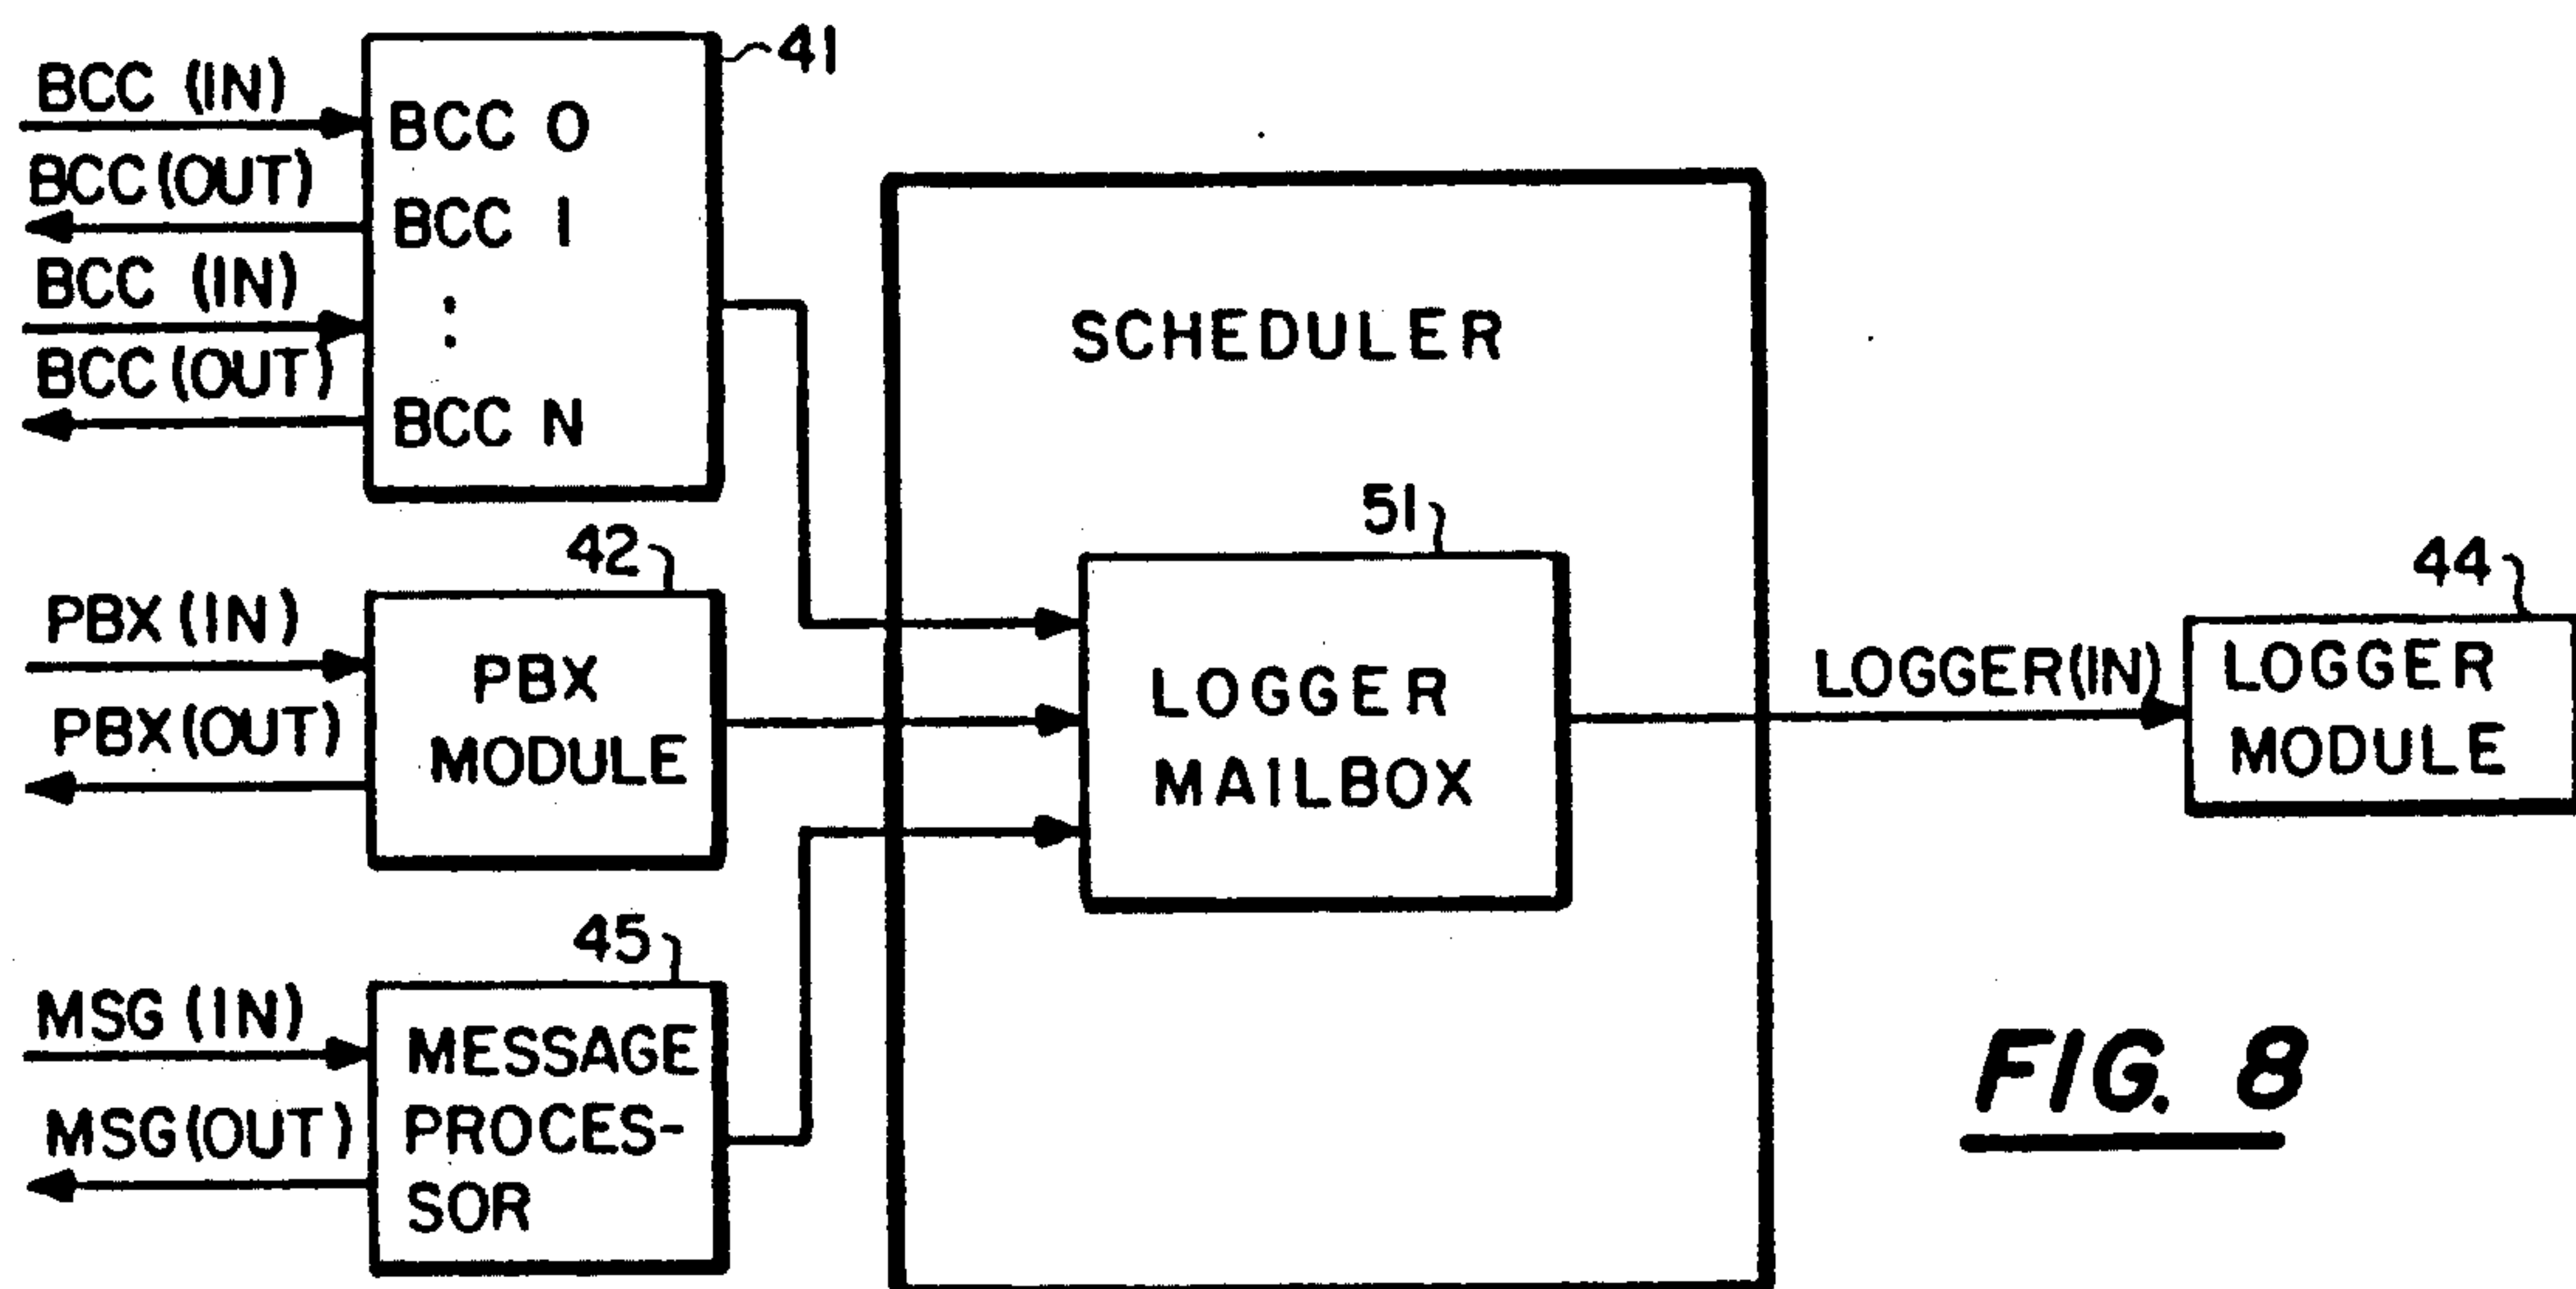 BCC (IN)
BCC (OUT)
BCC (IN)
BCC (OUT)
41
BCC 0
BCC 1
:
BCC N
42
PBX (IN)
PBX (OUT)
PBX
MODULE
45
MSG (IN)
MSG (OUT)
MESSAGE
PROCES-
SOR
SCHEDULER
51
LOGGER
MAILBOX
LOGGER (IN)
44
LOGGER
MODULE
FIG. 8